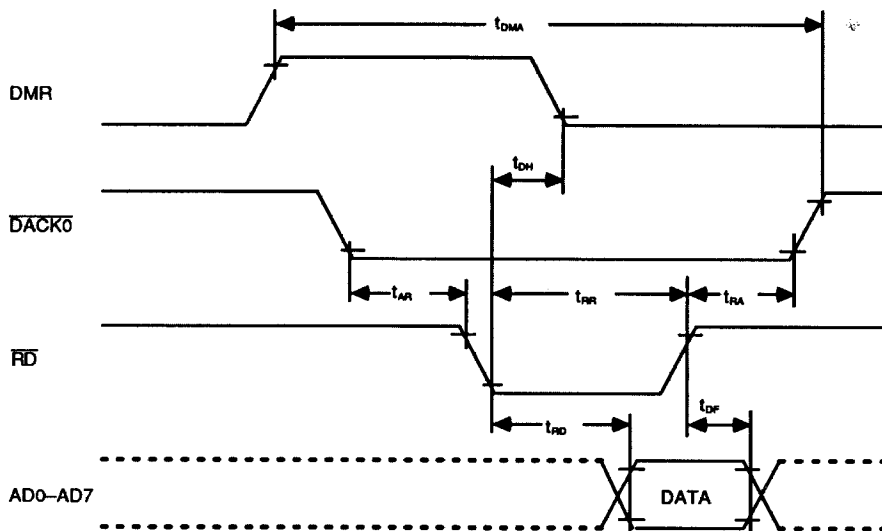 tDMA
DMR
tDH
DACK0
tAR
tRR
tRA
RD
tRD
tDF
AD0–AD7
DATA